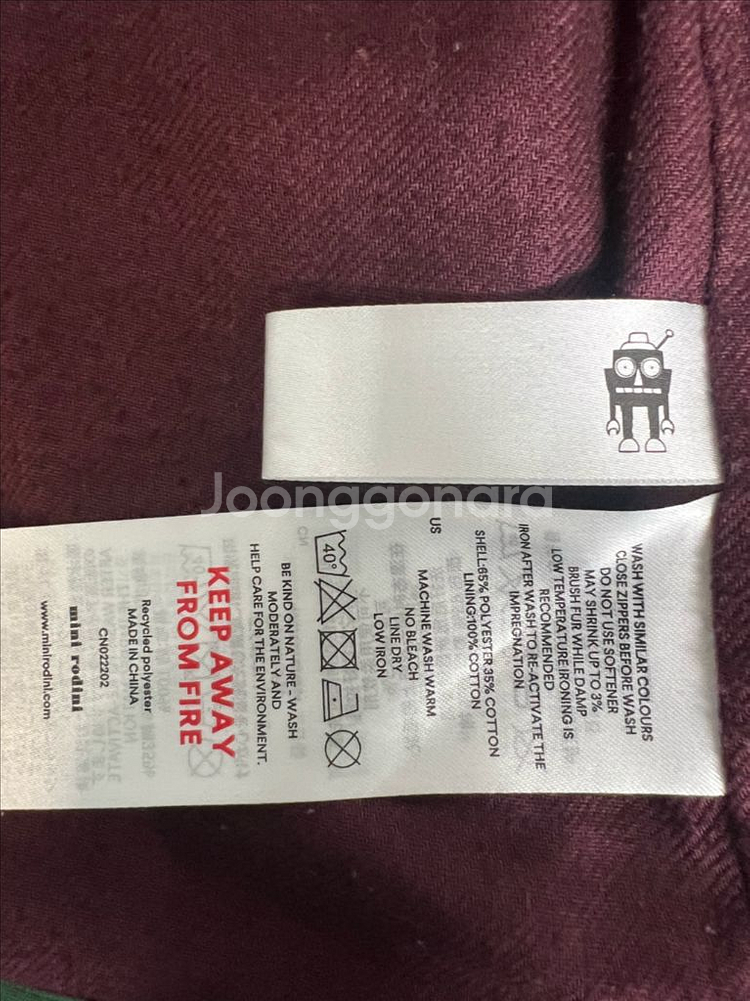 WASH WITH SIMILAR COLOURS
CLOSE ZIPPERS BEFORE WASH
DO NOT USE SOFTENER
MAY SHRINK UP TO 3%
BRUSH FUR WHILE DAMP
LOW TEMPERATURE IRONING IS
RECOMMENDED
IRON AFTER WASH TO RE-ACTIVATE THE
IMPREGNATION
SHELL:65% POLYESTER 35% COTTON
LINING:100% COTTON
US
MACHINE WASH WARM
NO BLEACH
LINE DRY
LOW IRON
40°
BE KIND ON NATURE - WASH
MODERATELY AND
HELP CARE FOR THE ENVIRONMENT.
KEEP AWAY
FROM FIRE
Recycled polyester
MADE IN CHINA
CN022202
mini rodini
www.minirodini.com
Joonggonara